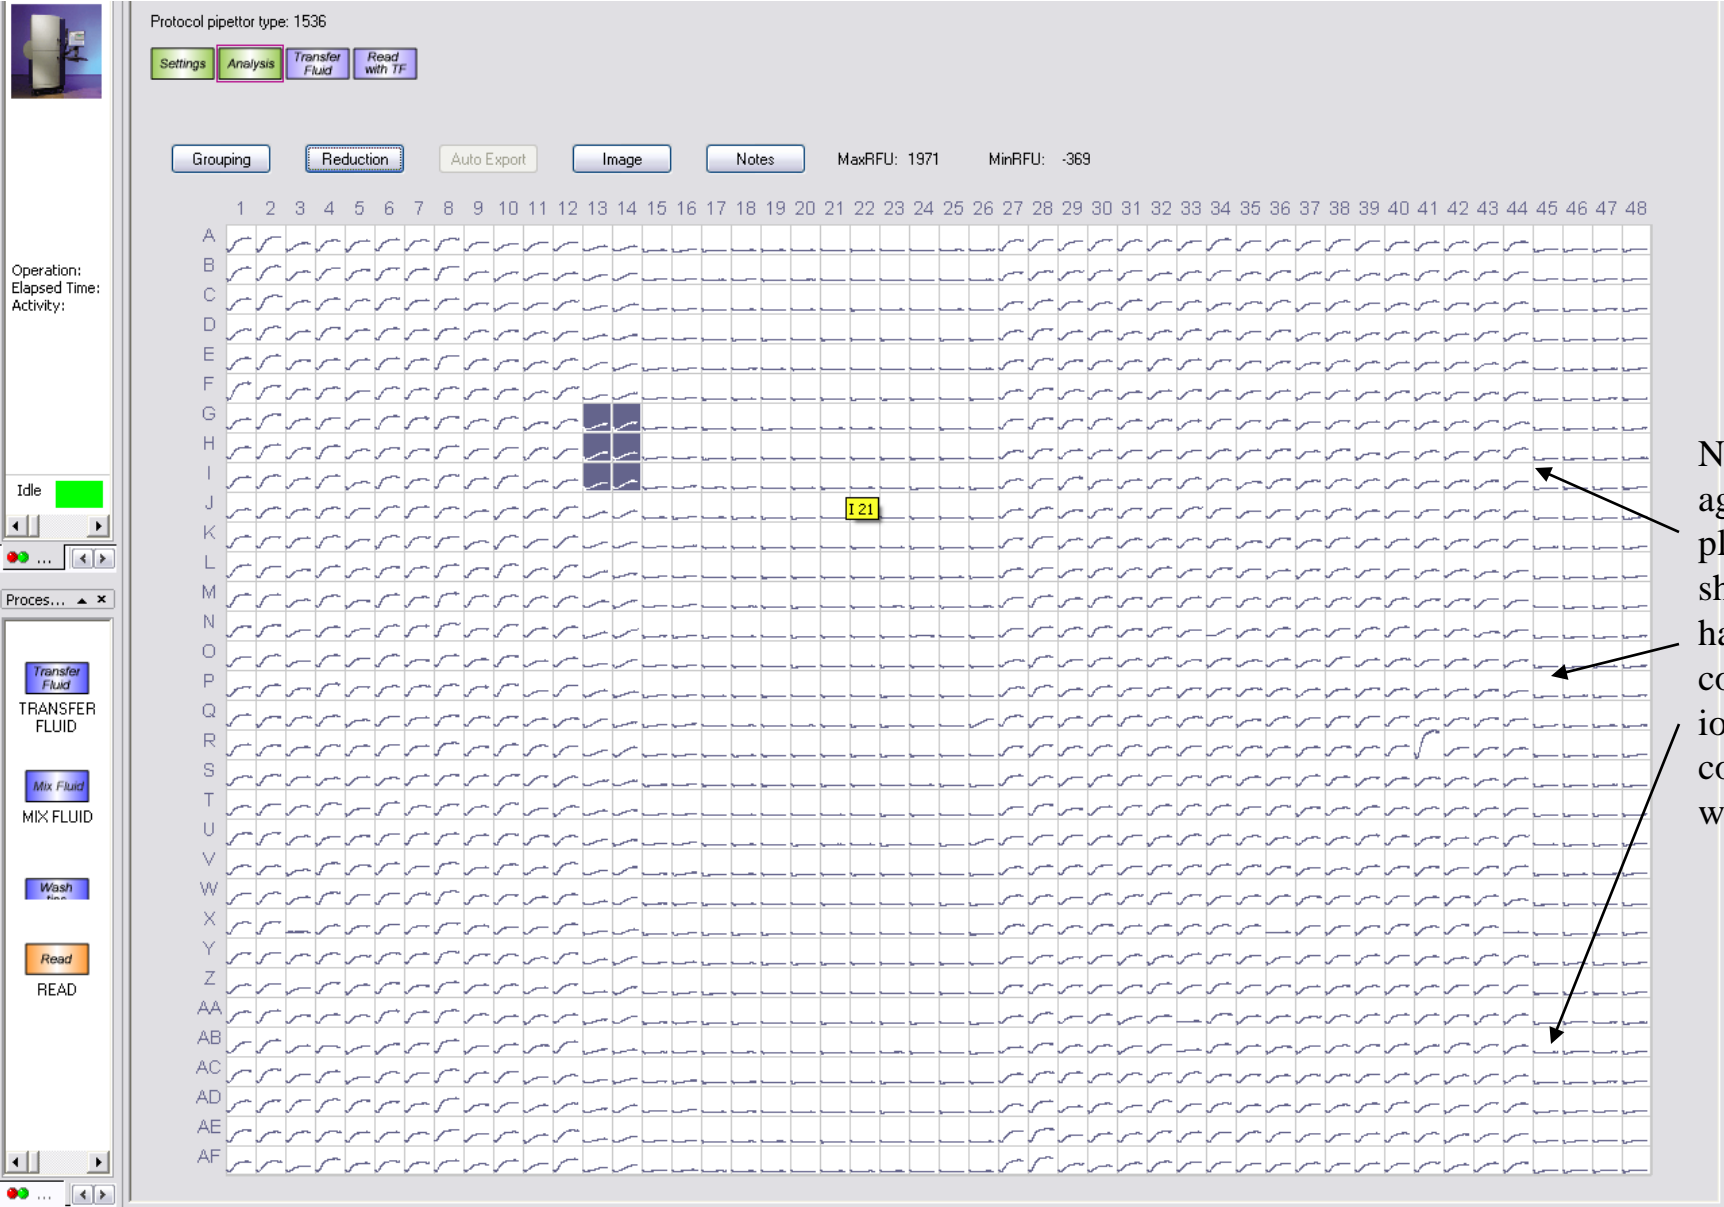 Protocol pipettor type: 1536
Settings Analysis Transfer Fluid Read with TF
Grouping Reduction Auto Export Image Notes MaxRFU: 1971 MinRFU: -369
1 2 3 4 5 6 7 8 9 10 11 12 13 14 15 16 17 18 19 20 21 22 23 24 25 26 27 28 29 30 31 32 33 34 35 36 37 38 39 40 41 42 43 44 45 46 47 48
A
B
C
D
E
F
G
H
I
J
K
L
M
N
O
P
Q
R
S
T
U
V
W
X
Y
Z
AA
AB
AC
AD
AE
AF
I 21
Operation:
Elapsed Time:
Activity:
Idle
...
Proces...
Transfer
Fluid
TRANSFER
FLUID
Mix Fluid
MIX FLUID
Wash
Read
READ
...